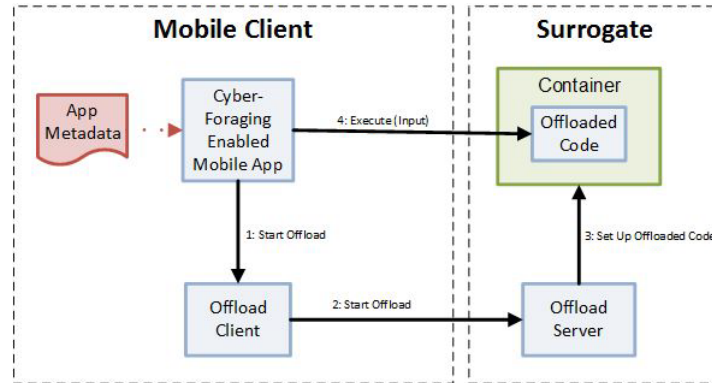 Mobile Client
Surrogate
App
Metadata
Cyber-
Foraging
Enabled
Mobile App
4: Execute (Input)
Container
Offloaded
Code
1: Start Offload
3: Set Up Offloaded Code
Offload
Client
2: Start Offload
Offload
Server